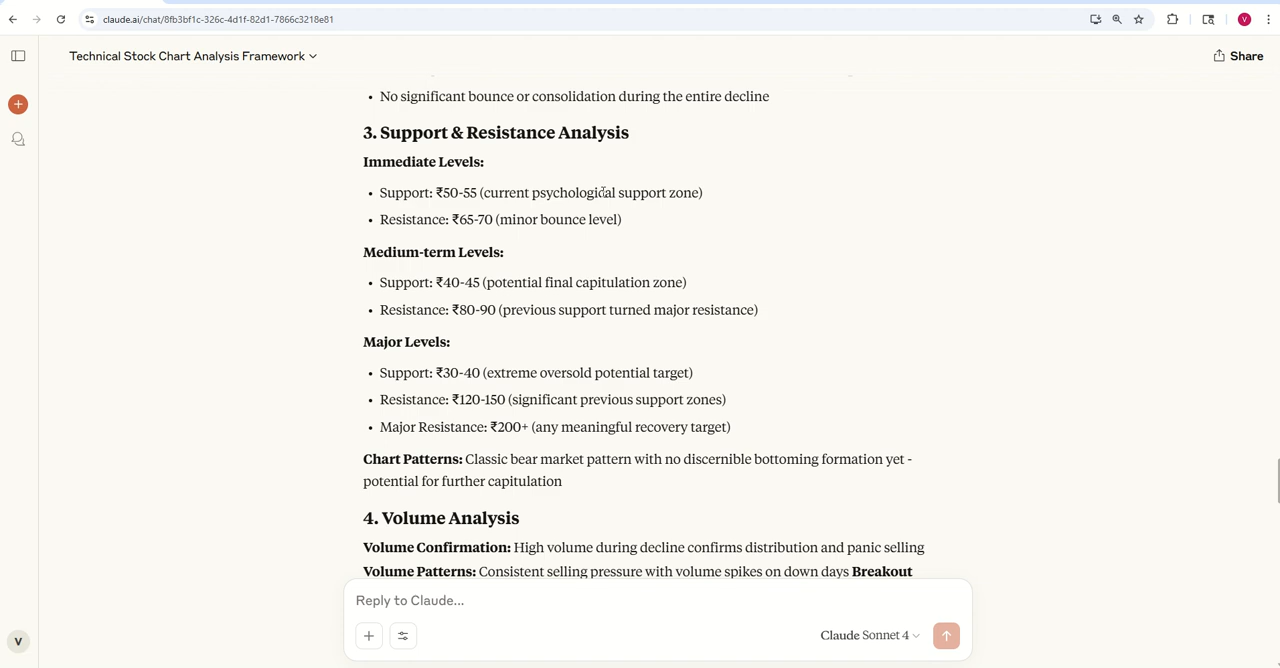 claude.ai/chat/8fb3bf1c-326c-4d1f-82d1-7866c3218e81
V
Technical Stock Chart Analysis Framework
Share
• No significant bounce or consolidation during the entire decline
3. Support & Resistance Analysis
Immediate Levels:
• Support: ₹50-55 (current psychological support zone)
• Resistance: ₹65-70 (minor bounce level)
Medium-term Levels:
• Support: ₹40-45 (potential final capitulation zone)
• Resistance: ₹80-90 (previous support turned major resistance)
Major Levels:
• Support: ₹30-40 (extreme oversold potential target)
• Resistance: ₹120-150 (significant previous support zones)
• Major Resistance: ₹200+ (any meaningful recovery target)
Chart Patterns: Classic bear market pattern with no discernible bottoming formation yet -
potential for further capitulation
4. Volume Analysis
Volume Confirmation: High volume during decline confirms distribution and panic selling
Volume Patterns: Consistent selling pressure with volume spikes on down days Breakout
Reply to Claude...
Claude Sonnet 4
V